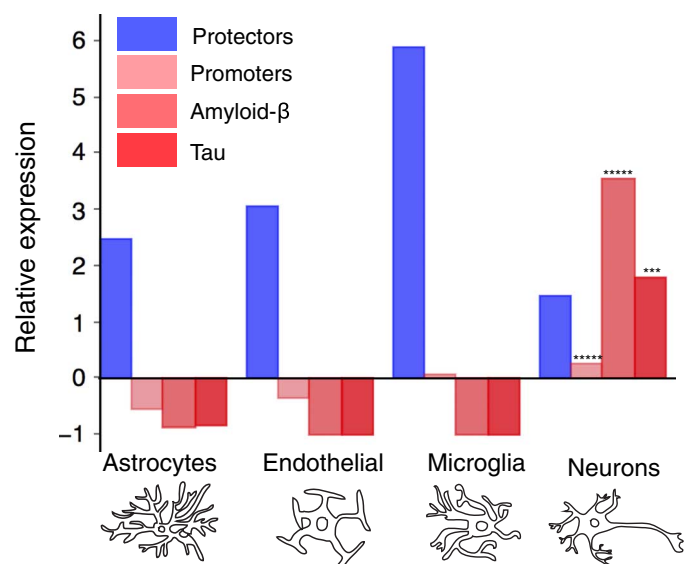 Relative expression
6
5
4
3
2
1
0
−1
Protectors
Promoters
Amyloid-β
Tau
*****
***
*****
Astrocytes
Endothelial
Microglia
Neurons